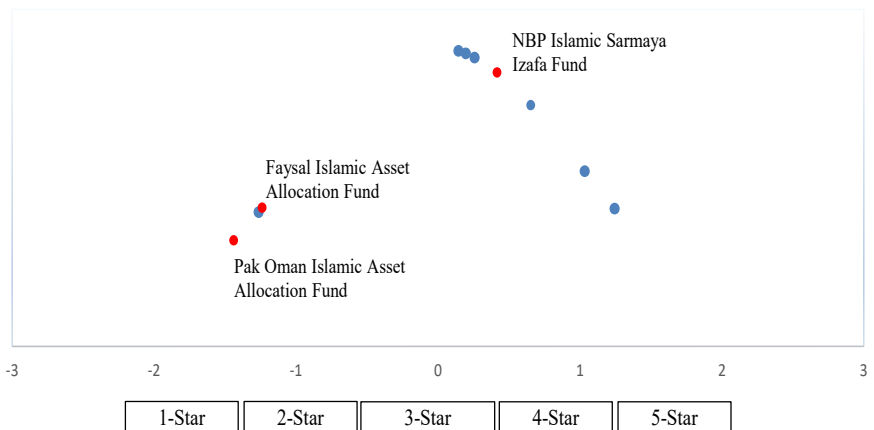 NBP Islamic Sarmaya
Izafa Fund
Faysal Islamic Asset
Allocation Fund
Pak Oman Islamic Asset
Allocation Fund
-3 -2 -1 0 1 2 3
1-Star 2-Star 3-Star 4-Star 5-Star